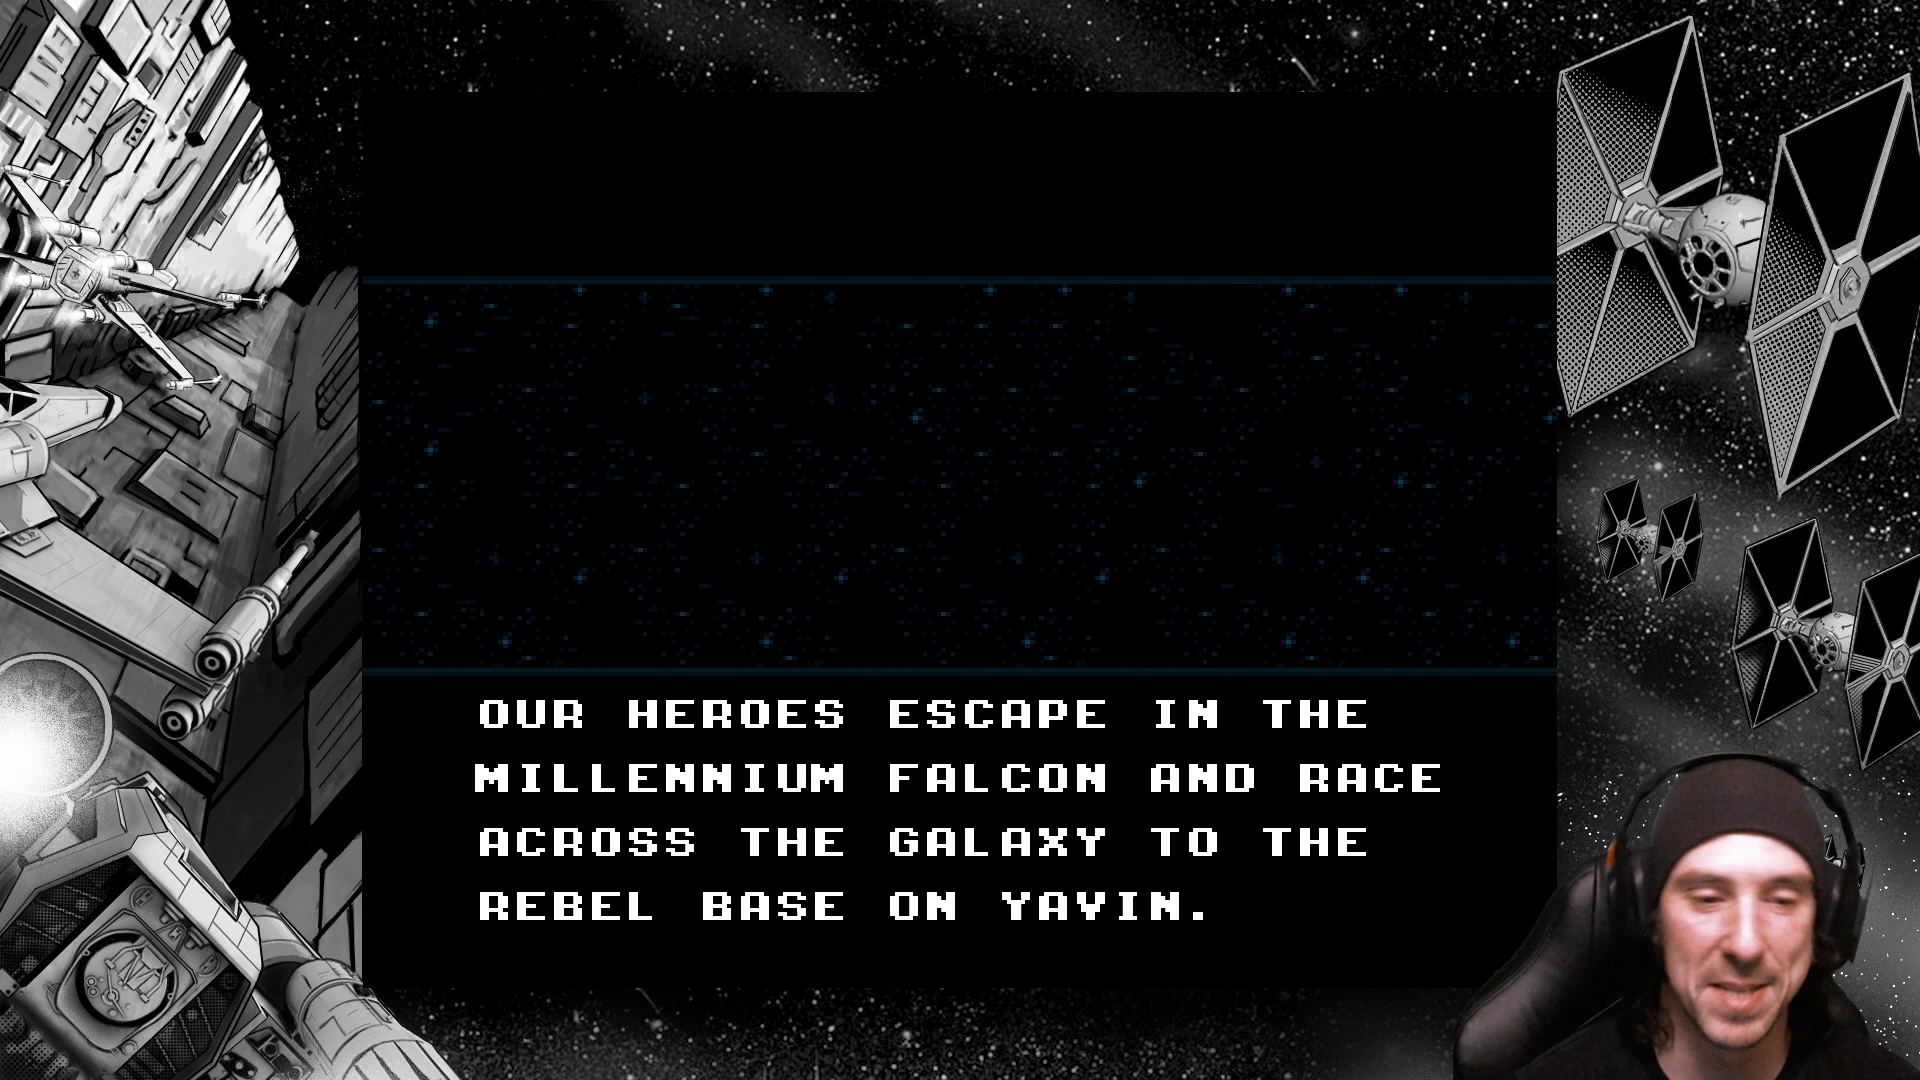 OUR HEROES ESCAPE IN THE
MILLENNIUM FALCON AND RACE
ACROSS THE GALAXY TO THE
REBEL BASE ON YAVIN.